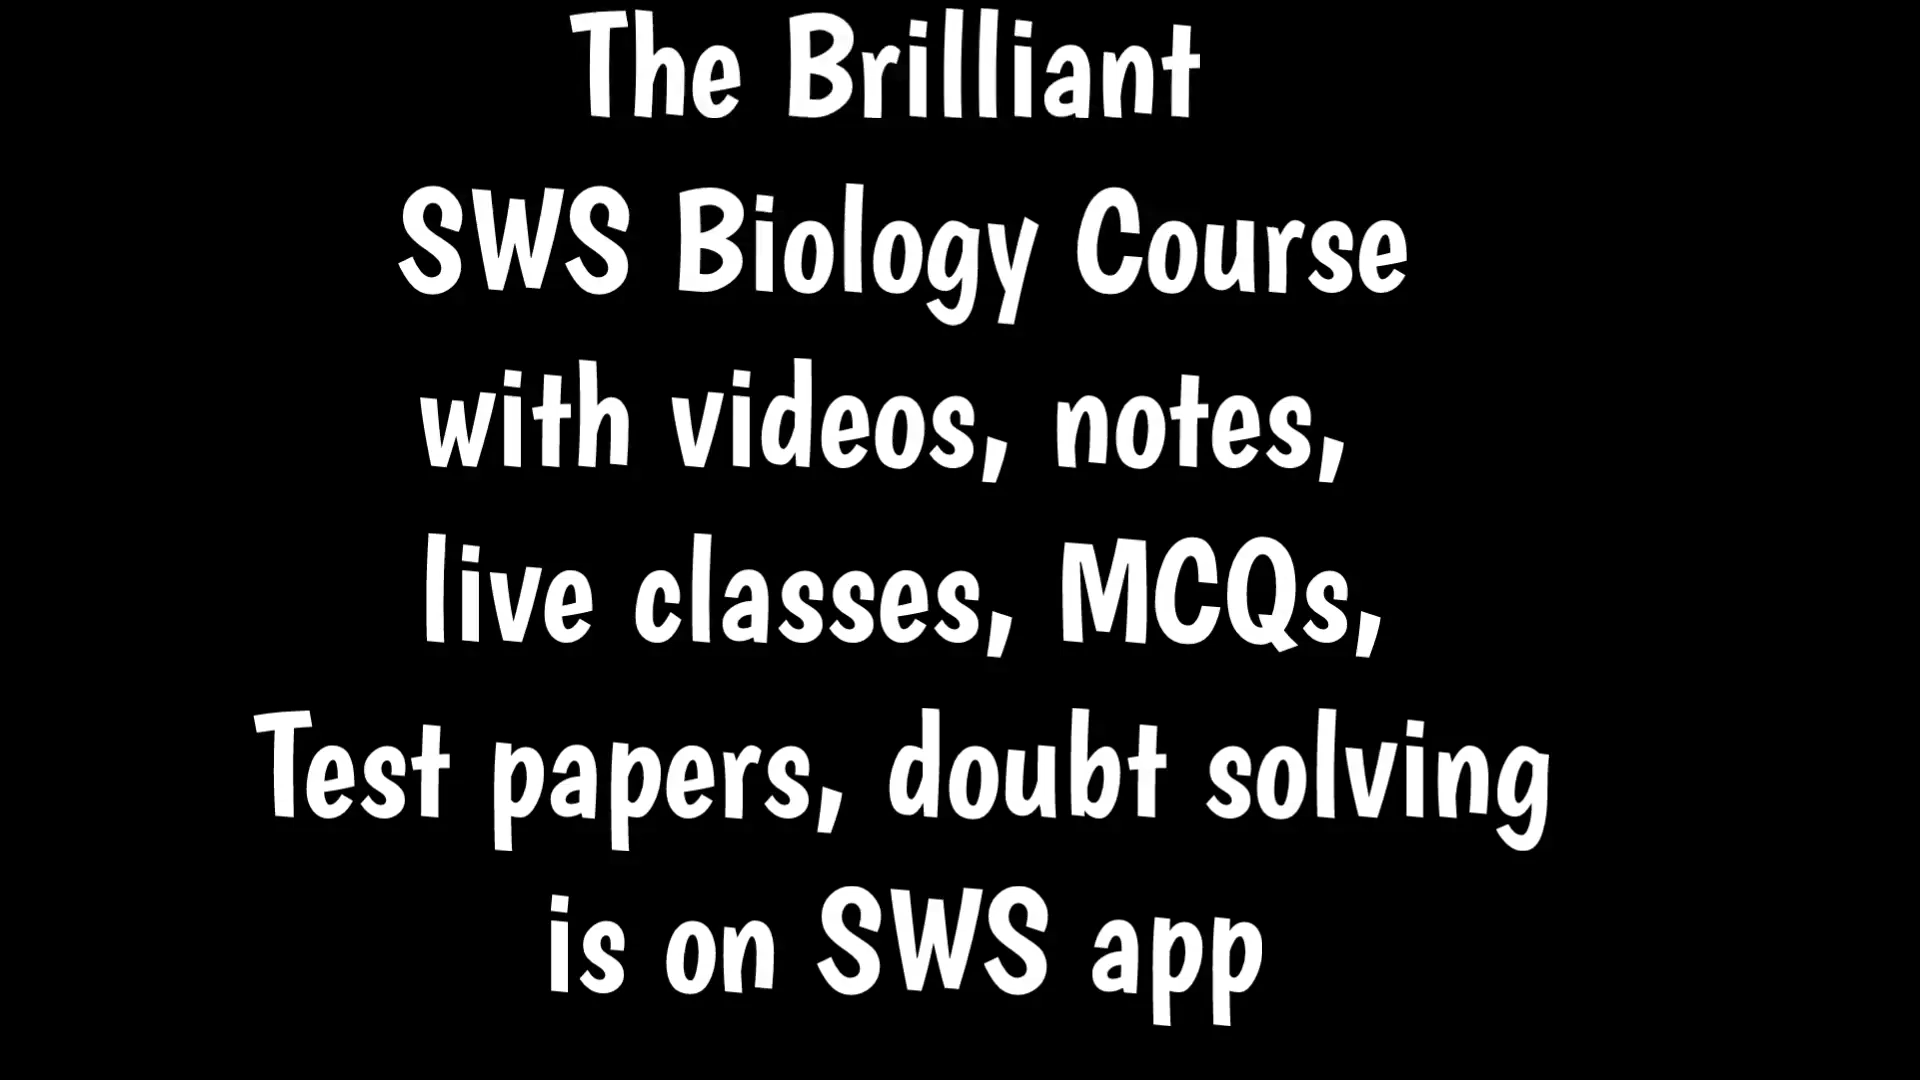 The Brilliant
SWS Biology Course
with videos, notes,
live classes, MCQs,
Test papers, doubt solving
is on SWS app